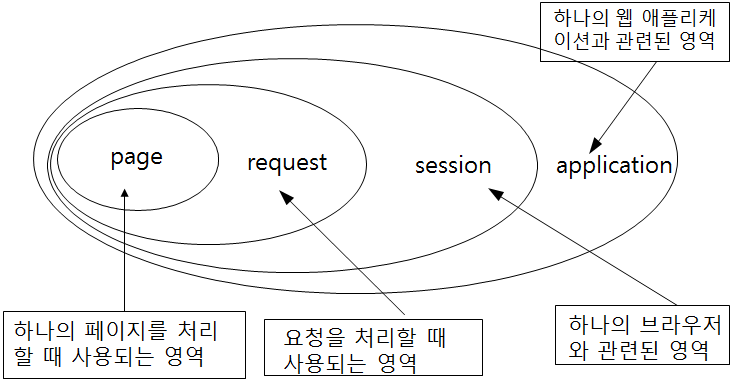 하나의 웹 애플리케
이션과 관련된 영역
page
request
session
application
하나의 페이지를 처리
할 때 사용되는 영역
요청을 처리할 때
사용되는 영역
하나의 브라우저
와 관련된 영역